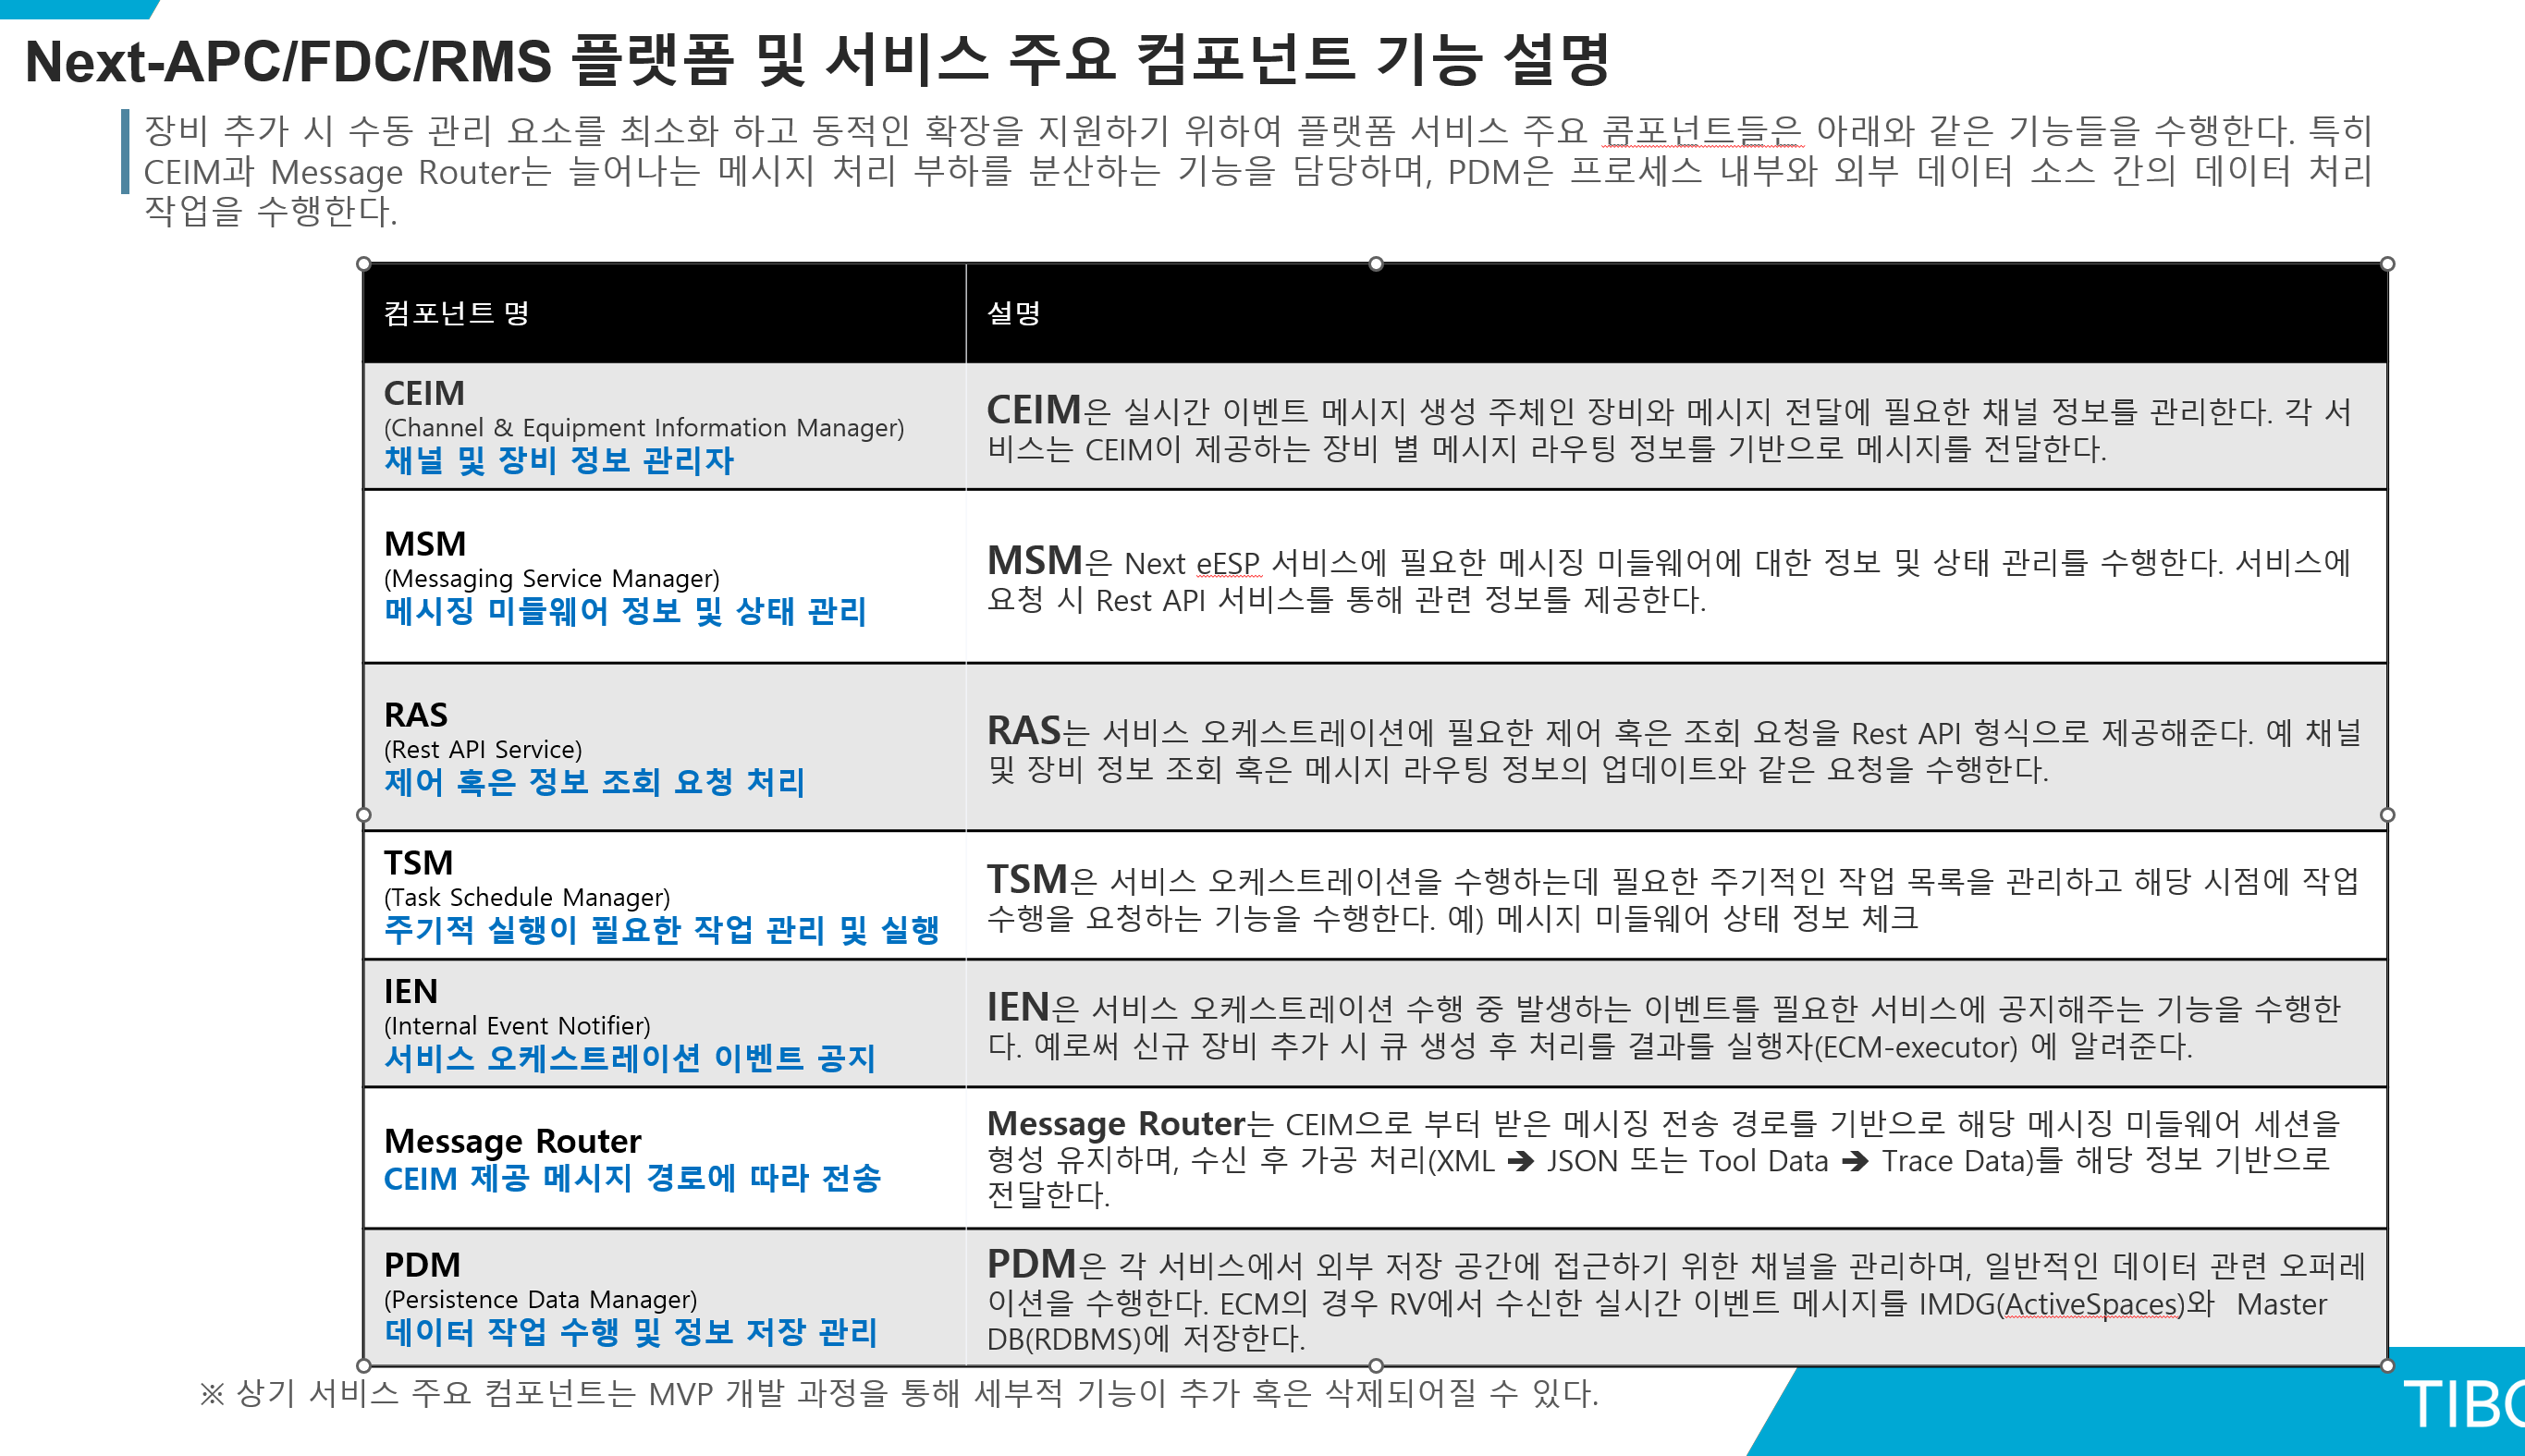 Next-APC/FDC/RMS 플랫폼 및 서비스 주요 컴포넌트 기능 설명
장비 추가 시 수동 관리 요소를 최소화 하고 동적인 확장을 지원하기 위하여 플랫폼 서비스 주요 콤포넌트들은 아래와 같은 기능들을 수행한다. 특히
CEIM과 Message Router는 늘어나는 메시지 처리 부하를 분산하는 기능을 담당하며, PDM은 프로세스 내부와 외부 데이터 소스 간의 데이터 처리
작업을 수행한다.
컴포넌트 명
설명
CEIM
(Channel & Equipment Information Manager)
채널 및 장비 정보 관리자
CEIM은 실시간 이벤트 메시지 생성 주체인 장비와 메시지 전달에 필요한 채널 정보를 관리한다. 각 서
비스는 CEIM이 제공하는 장비 별 메시지 라우팅 정보를 기반으로 메시지를 전달한다.
MSM
(Messaging Service Manager)
메시징 미들웨어 정보 및 상태 관리
MSM은 Next eESP 서비스에 필요한 메시징 미들웨어에 대한 정보 및 상태 관리를 수행한다. 서비스에
요청 시 Rest API 서비스를 통해 관련 정보를 제공한다.
RAS
(Rest API Service)
제어 혹은 정보 조회 요청 처리
RAS는 서비스 오케스트레이션에 필요한 제어 혹은 조회 요청을 Rest API 형식으로 제공해준다. 예 채널
및 장비 정보 조회 혹은 메시지 라우팅 정보의 업데이트와 같은 요청을 수행한다.
TSM
(Task Schedule Manager)
주기적 실행이 필요한 작업 관리 및 실행
TSM은 서비스 오케스트레이션을 수행하는데 필요한 주기적인 작업 목록을 관리하고 해당 시점에 작업
수행을 요청하는 기능을 수행한다. 예) 메시지 미들웨어 상태 정보 체크
IEN
(Internal Event Notifier)
서비스 오케스트레이션 이벤트 공지
IEN은 서비스 오케스트레이션 수행 중 발생하는 이벤트를 필요한 서비스에 공지해주는 기능을 수행한
다. 예로써 신규 장비 추가 시 큐 생성 후 처리를 결과를 실행자(ECM-executor) 에 알려준다.
Message Router
CEIM 제공 메시지 경로에 따라 전송
Message Router는 CEIM으로 부터 받은 메시징 전송 경로를 기반으로 해당 메시징 미들웨어 세션을
형성 유지하며, 수신 후 가공 처리(XML ➔ JSON 또는 Tool Data ➔ Trace Data)를 해당 정보 기반으로
전달한다.
PDM
(Persistence Data Manager)
데이터 작업 수행 및 정보 저장 관리
PDM은 각 서비스에서 외부 저장 공간에 접근하기 위한 채널을 관리하며, 일반적인 데이터 관련 오퍼레
이션을 수행한다. ECM의 경우 RV에서 수신한 실시간 이벤트 메시지를 IMDG(ActiveSpaces)와 Master
DB(RDBMS)에 저장한다.
※ 상기 서비스 주요 컴포넌트는 MVP 개발 과정을 통해 세부적 기능이 추가 혹은 삭제되어질 수 있다.